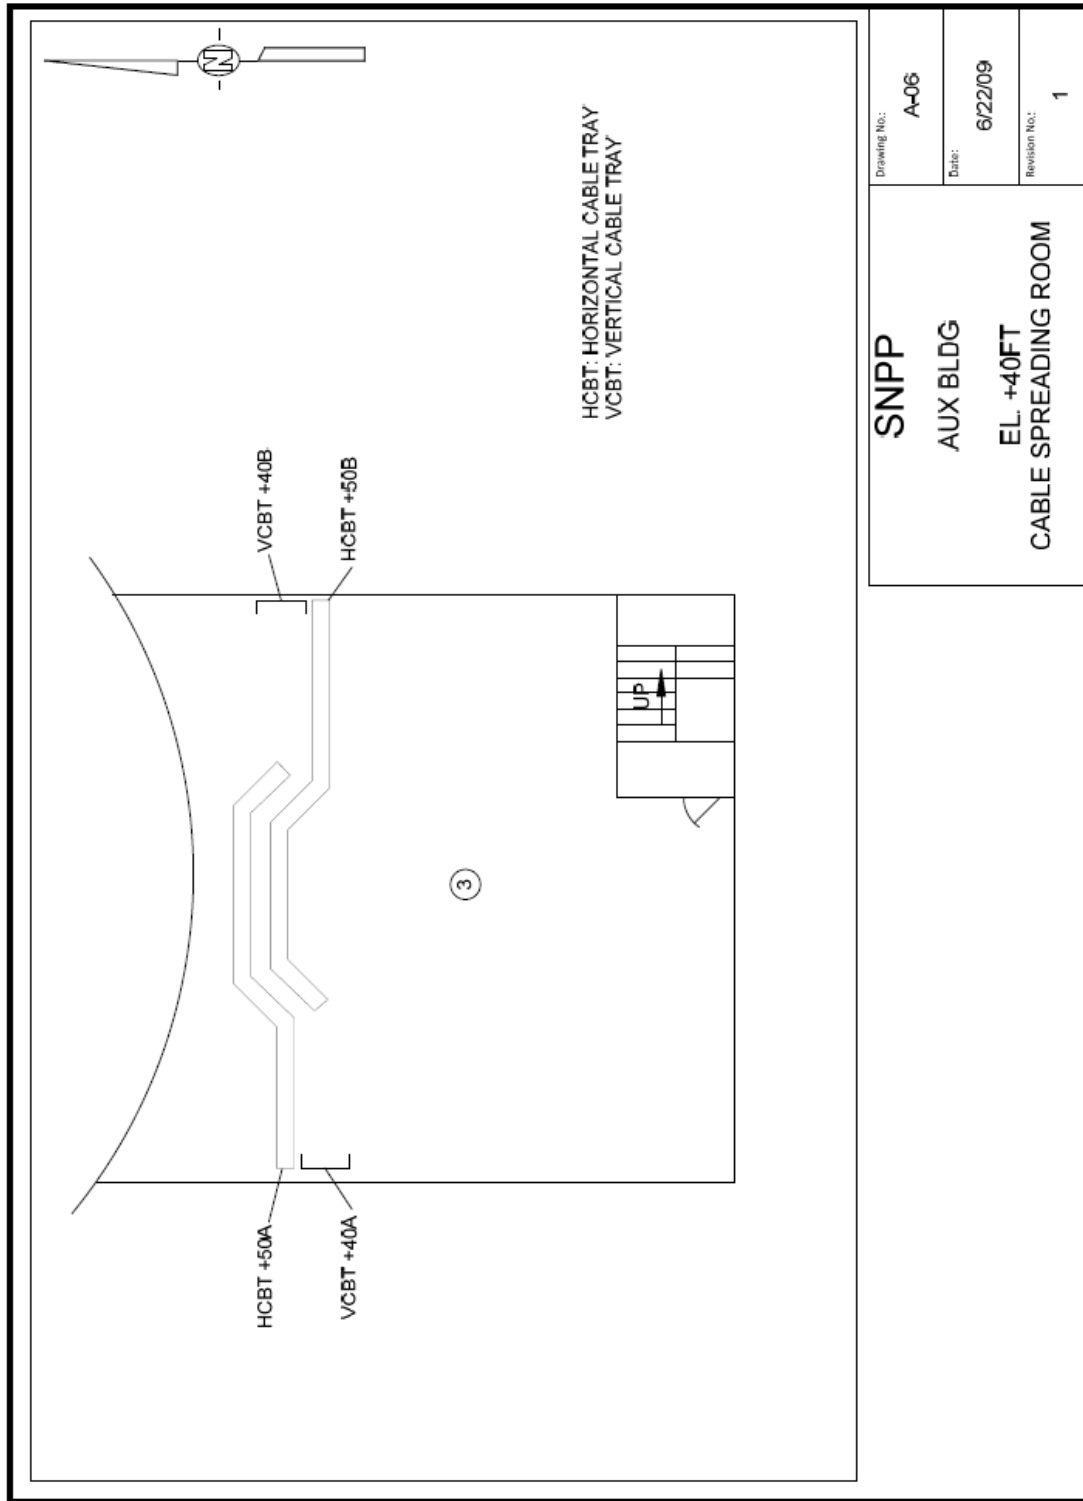 N
HCBT: HORIZONTAL CABLE TRAY
VCBT: VERTICAL CABLE TRAY
HCBT +50A
VCBT +40A
VCBT +40B
HCBT +50B
3
UP
SNPP
AUX BLDG
EL. +40FT
CABLE SPREADING ROOM
Drawing No.:
A-06
Date:
6/22/09
Revision No.:
1